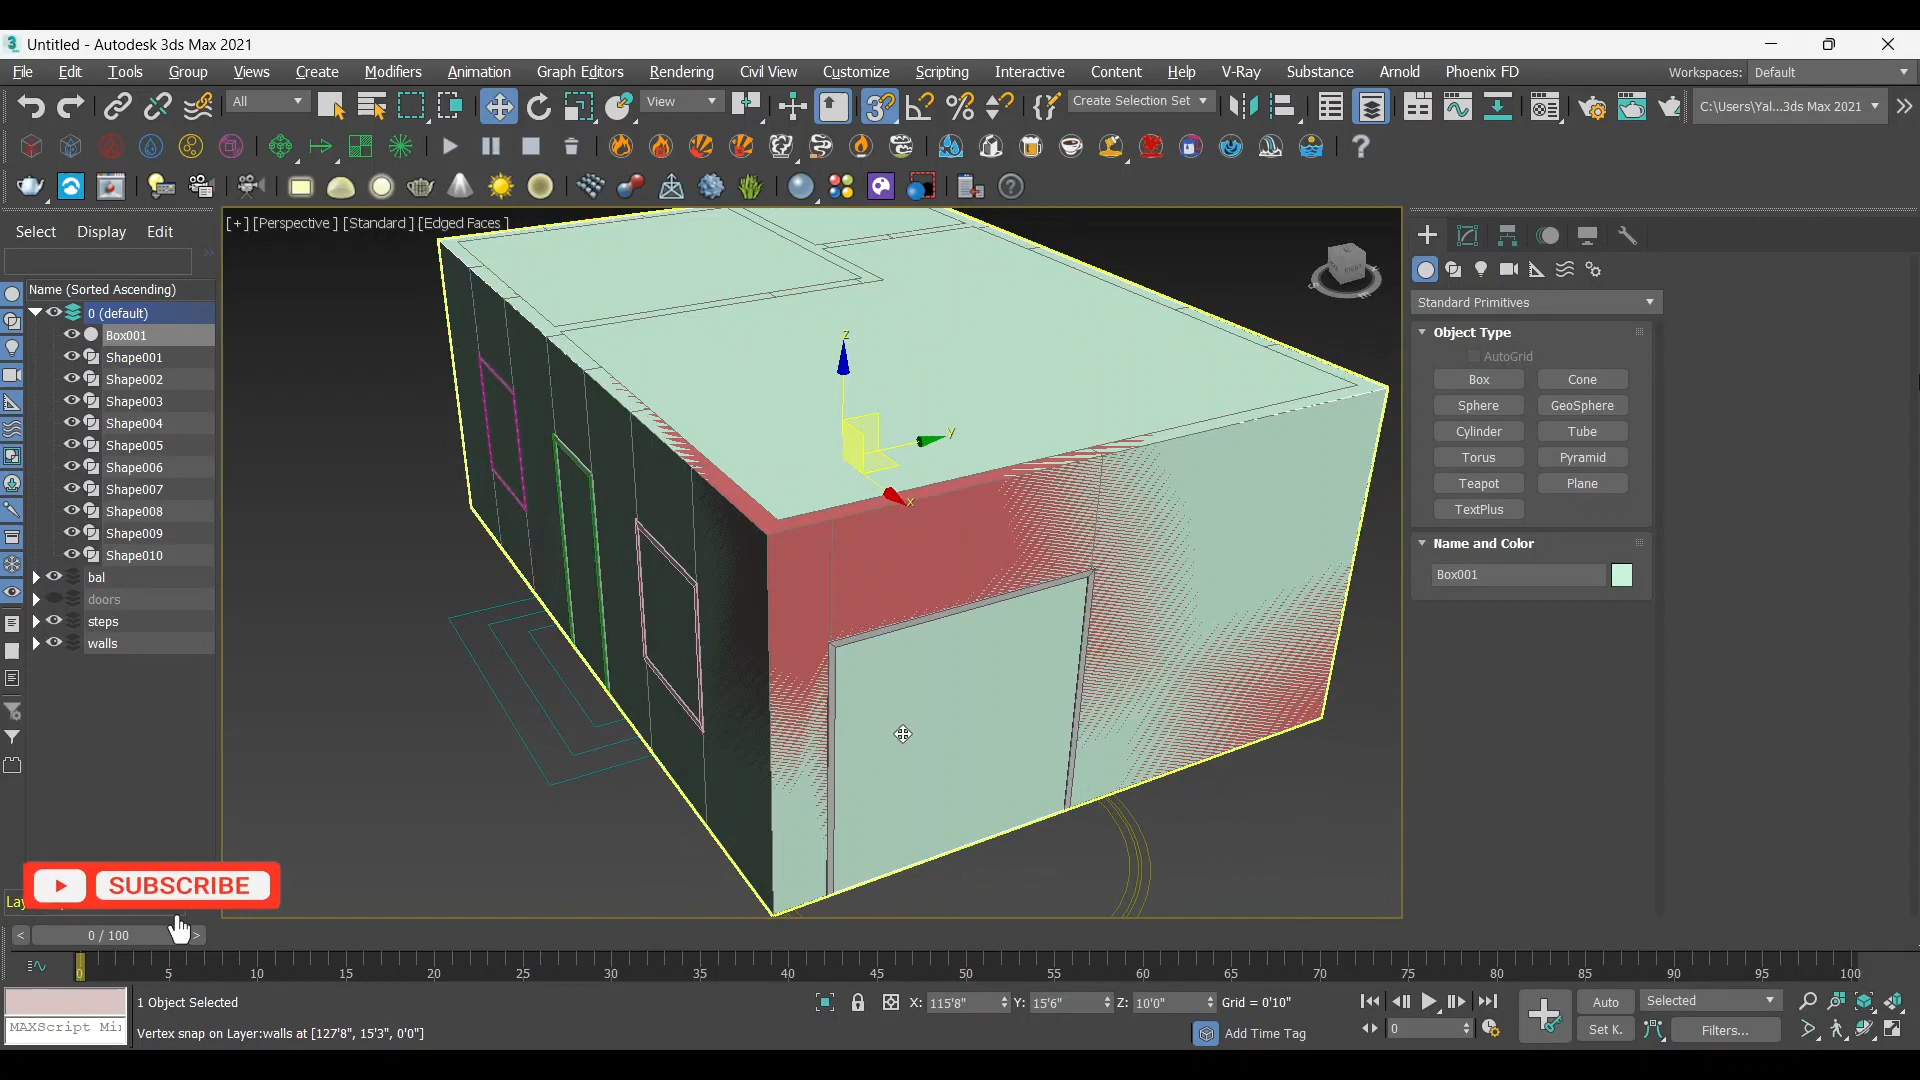 Untitled - Autodesk 3ds Max 2021
File Edit Tools Group Views Create Modifiers Animation Graph Editors Rendering Civil View Customize Scripting Interactive Content Help V-Ray Substance Arnold Phoenix FD Workspaces: Default
All View Create Selection Set C:\Users\Yal...3ds Max 2021
Select Display Edit
[+] [Perspective ] [Standard ] [Edged Faces ]
Name (Sorted Ascending)
0 (default)
Box001
Shape001
Shape002
Shape003
Shape004
Shape005
Shape006
Shape007
Shape008
Shape009
Shape010
bal
doors
steps
walls
z
y
x
RIGHT
Standard Primitives
Object Type
AutoGrid
Box Cone
Sphere GeoSphere
Cylinder Tube
Torus Pyramid
Teapot Plane
TextPlus
Name and Color
Box001
SUBSCRIBE
Lay
< 0 / 100 >
0 5 10 15 20 25 30 35 40 45 50 55 60 65 70 75 80 85 90 95 100
1 Object Selected X: 115'8" Y: 15'6" Z: 10'0" Grid = 0'10" Auto Selected
MAXScript Mi
Vertex snap on Layer:walls at [127'8", 15'3", 0'0"] Add Time Tag 0 Set K. Filters...